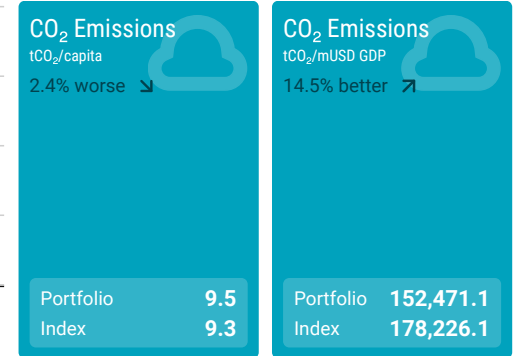 CO₂ Emissions
tCO₂/capita
2.4% worse
Portfolio 9.5
Index 9.3
CO₂ Emissions
tCO₂/mUSD GDP
14.5% better
Portfolio 152,471.1
Index 178,226.1